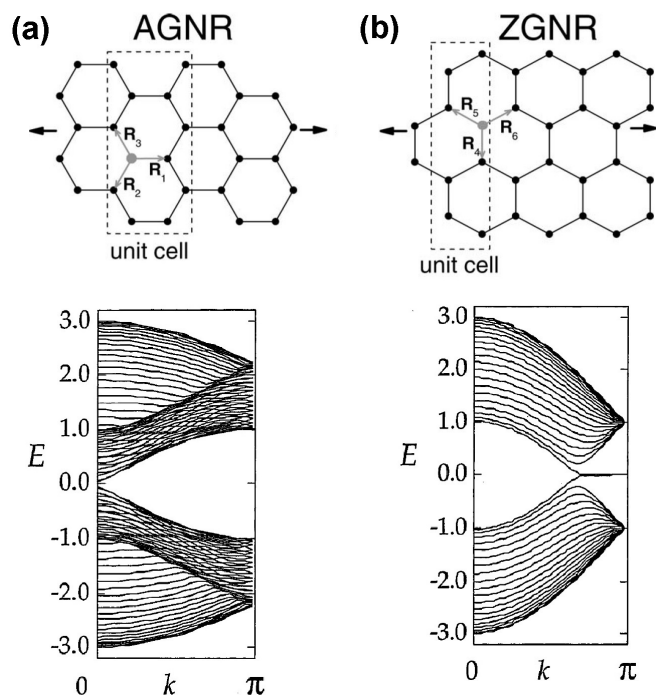 (a) AGNR
R3
R1
R2
unit cell
(b) ZGNR
R5
R6
R4
unit cell
3.0
2.0
1.0
E
0.0
-1.0
-2.0
-3.0
0 k π
3.0
2.0
1.0
E
0.0
-1.0
-2.0
-3.0
0 k π